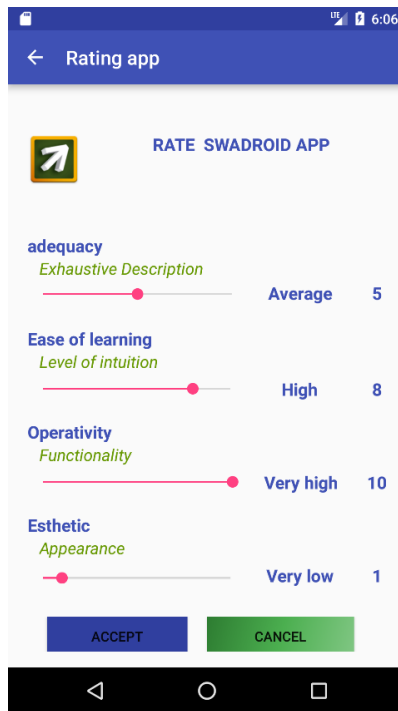 LTE 6:06
Rating app
RATE SWADROID APP
adequacy
Exhaustive Description
Average 5
Ease of learning
Level of intuition
High 8
Operativity
Functionality
Very high 10
Esthetic
Appearance
Very low 1
ACCEPT CANCEL